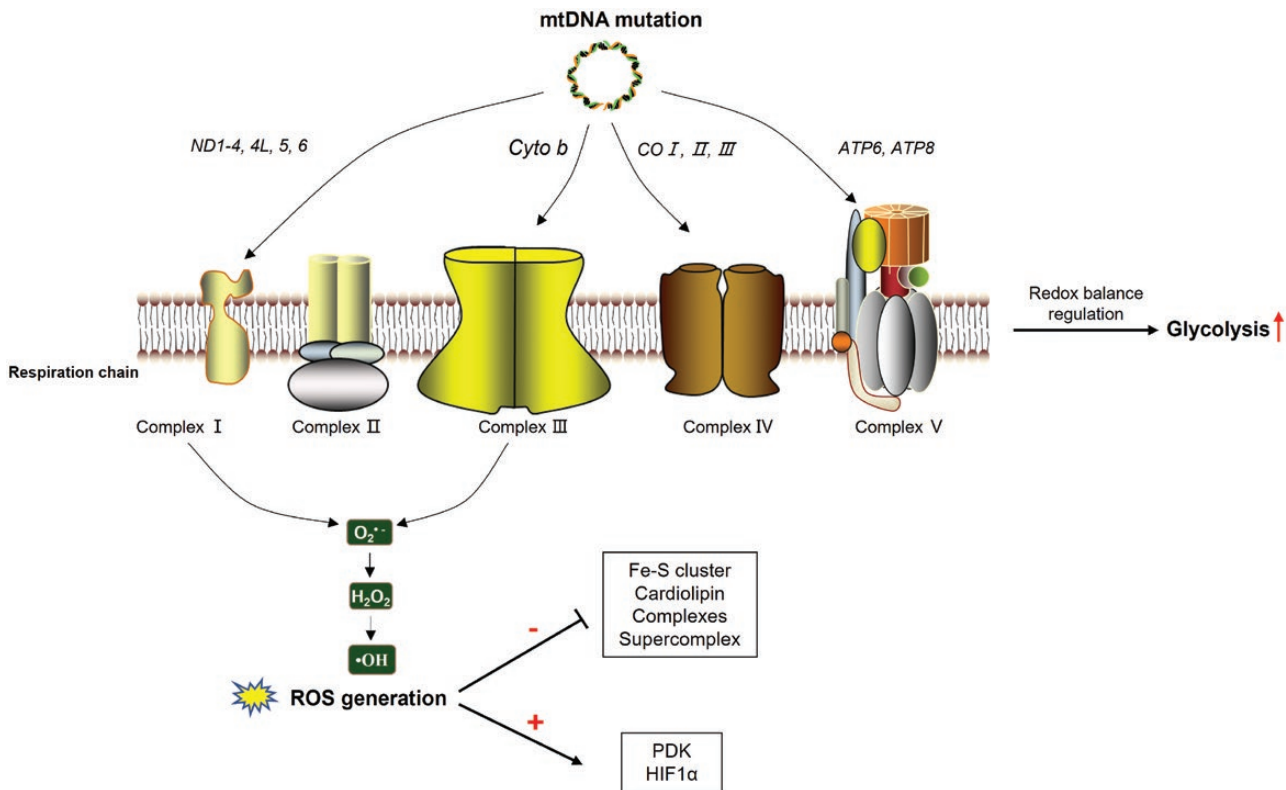 mtDNA mutation
ND1-4, 4L, 5, 6
Cyto b
CO Ⅰ, Ⅱ, Ⅲ
ATP6, ATP8
Redox balance
regulation
Glycolysis
Respiration chain
Complex Ⅰ
Complex Ⅱ
Complex Ⅲ
Complex Ⅳ
Complex Ⅴ
O₂•-
H₂O₂
•OH
ROS generation
-
Fe-S cluster
Cardiolipin
Complexes
Supercomplex
+
PDK
HIF1α